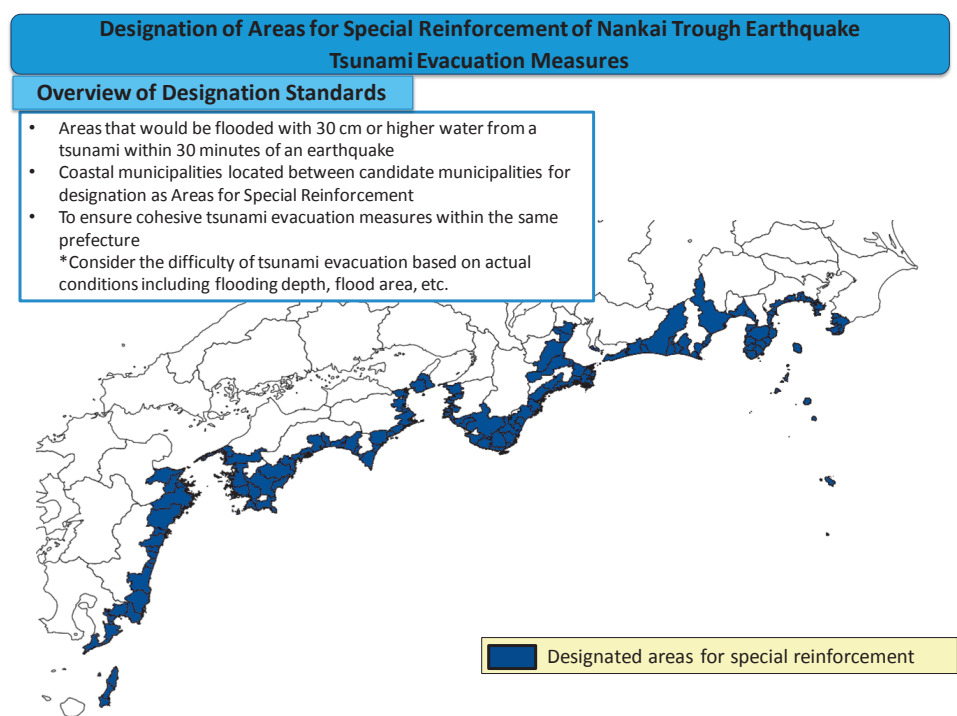 Designation of Areas for Special Reinforcement of Nankai Trough Earthquake
Tsunami Evacuation Measures
Overview of Designation Standards
• Areas that would be flooded with 30 cm or higher water from a
tsunami within 30 minutes of an earthquake
• Coastal municipalities located between candidate municipalities for
designation as Areas for Special Reinforcement
• To ensure cohesive tsunami evacuation measures within the same
prefecture
*Consider the difficulty of tsunami evacuation based on actual
conditions including flooding depth, flood area, etc.
Designated areas for special reinforcement